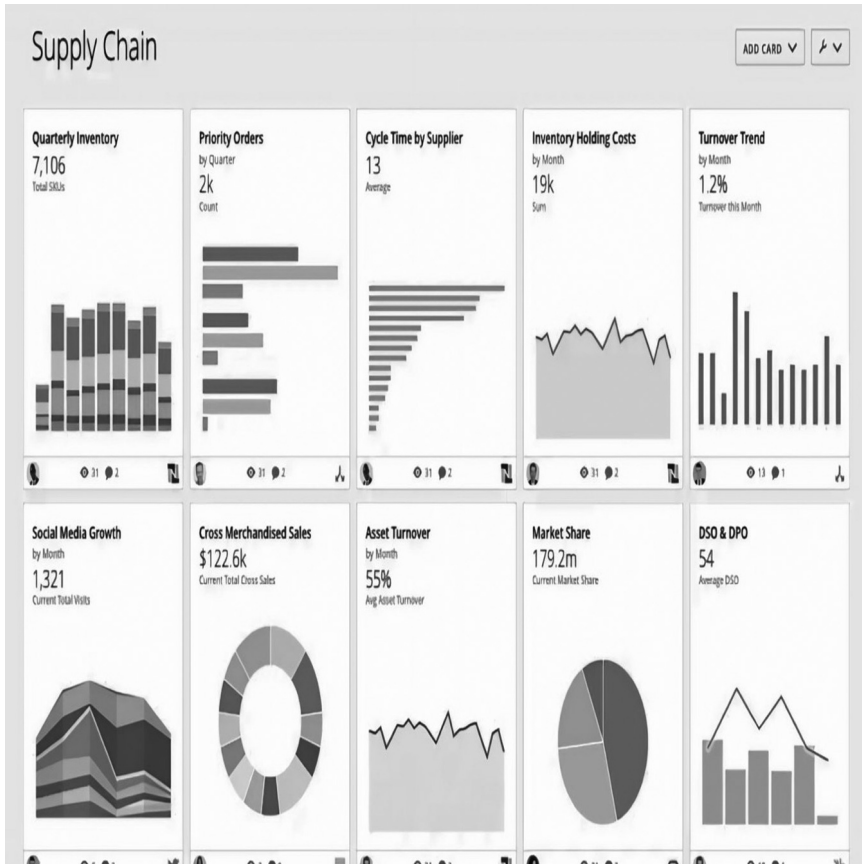 Supply Chain
ADD CARD
Quarterly Inventory
7,106
Total SKUs
31 2
Priority Orders
by Quarter
2k
Count
31 2
Cycle Time by Supplier
13
Average
31 2
Inventory Holding Costs
by Month
19k
Sum
31 2
Turnover Trend
by Month
1.2%
Turnover this Month
13 1
Social Media Growth
by Month
1,321
Current Total Visits
Cross Merchandised Sales
$122.6k
Current Total Cross Sales
Asset Turnover
by Month
55%
Avg Asset Turnover
Market Share
179.2m
Current Market Share
DSO & DPO
54
Average DSO